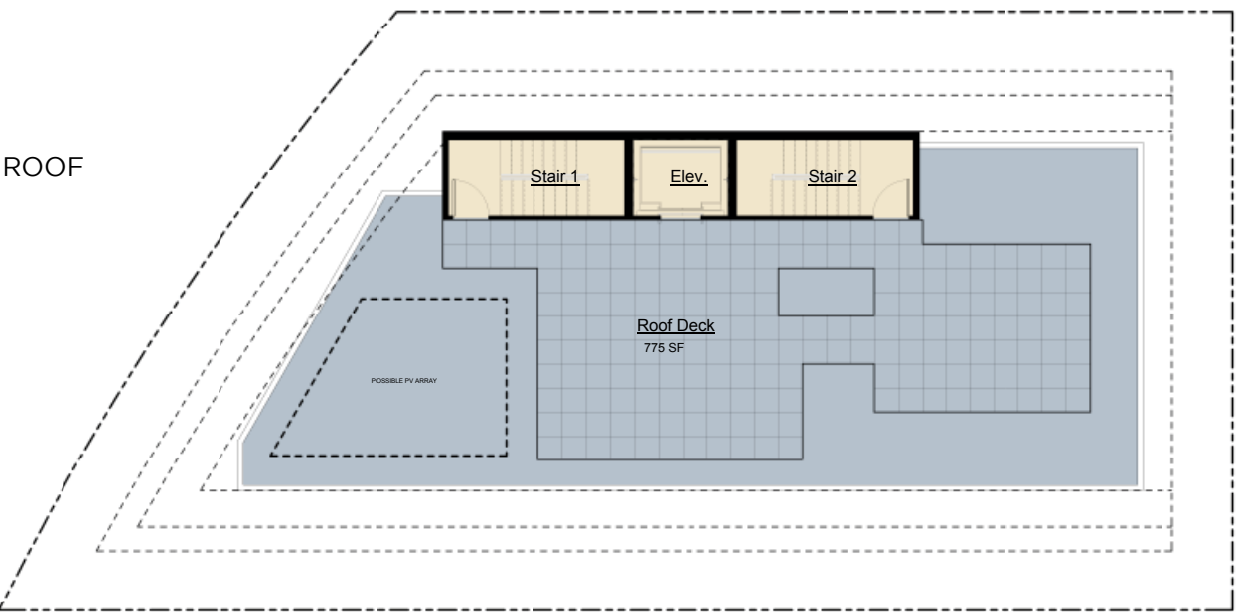 ROOF
Stair 1
Elev.
Stair 2
Roof Deck
775 SF
POSSIBLE PV ARRAY